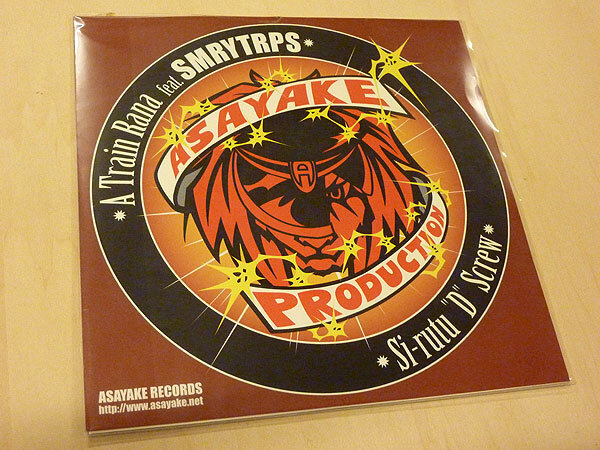 * A Train Rana feat. SMRYTRPS *
ASAYAKE
A
PRODUCTION
* Si-rutu "D" Screw *
ASAYAKE RECORDS
http://www.asayake.net